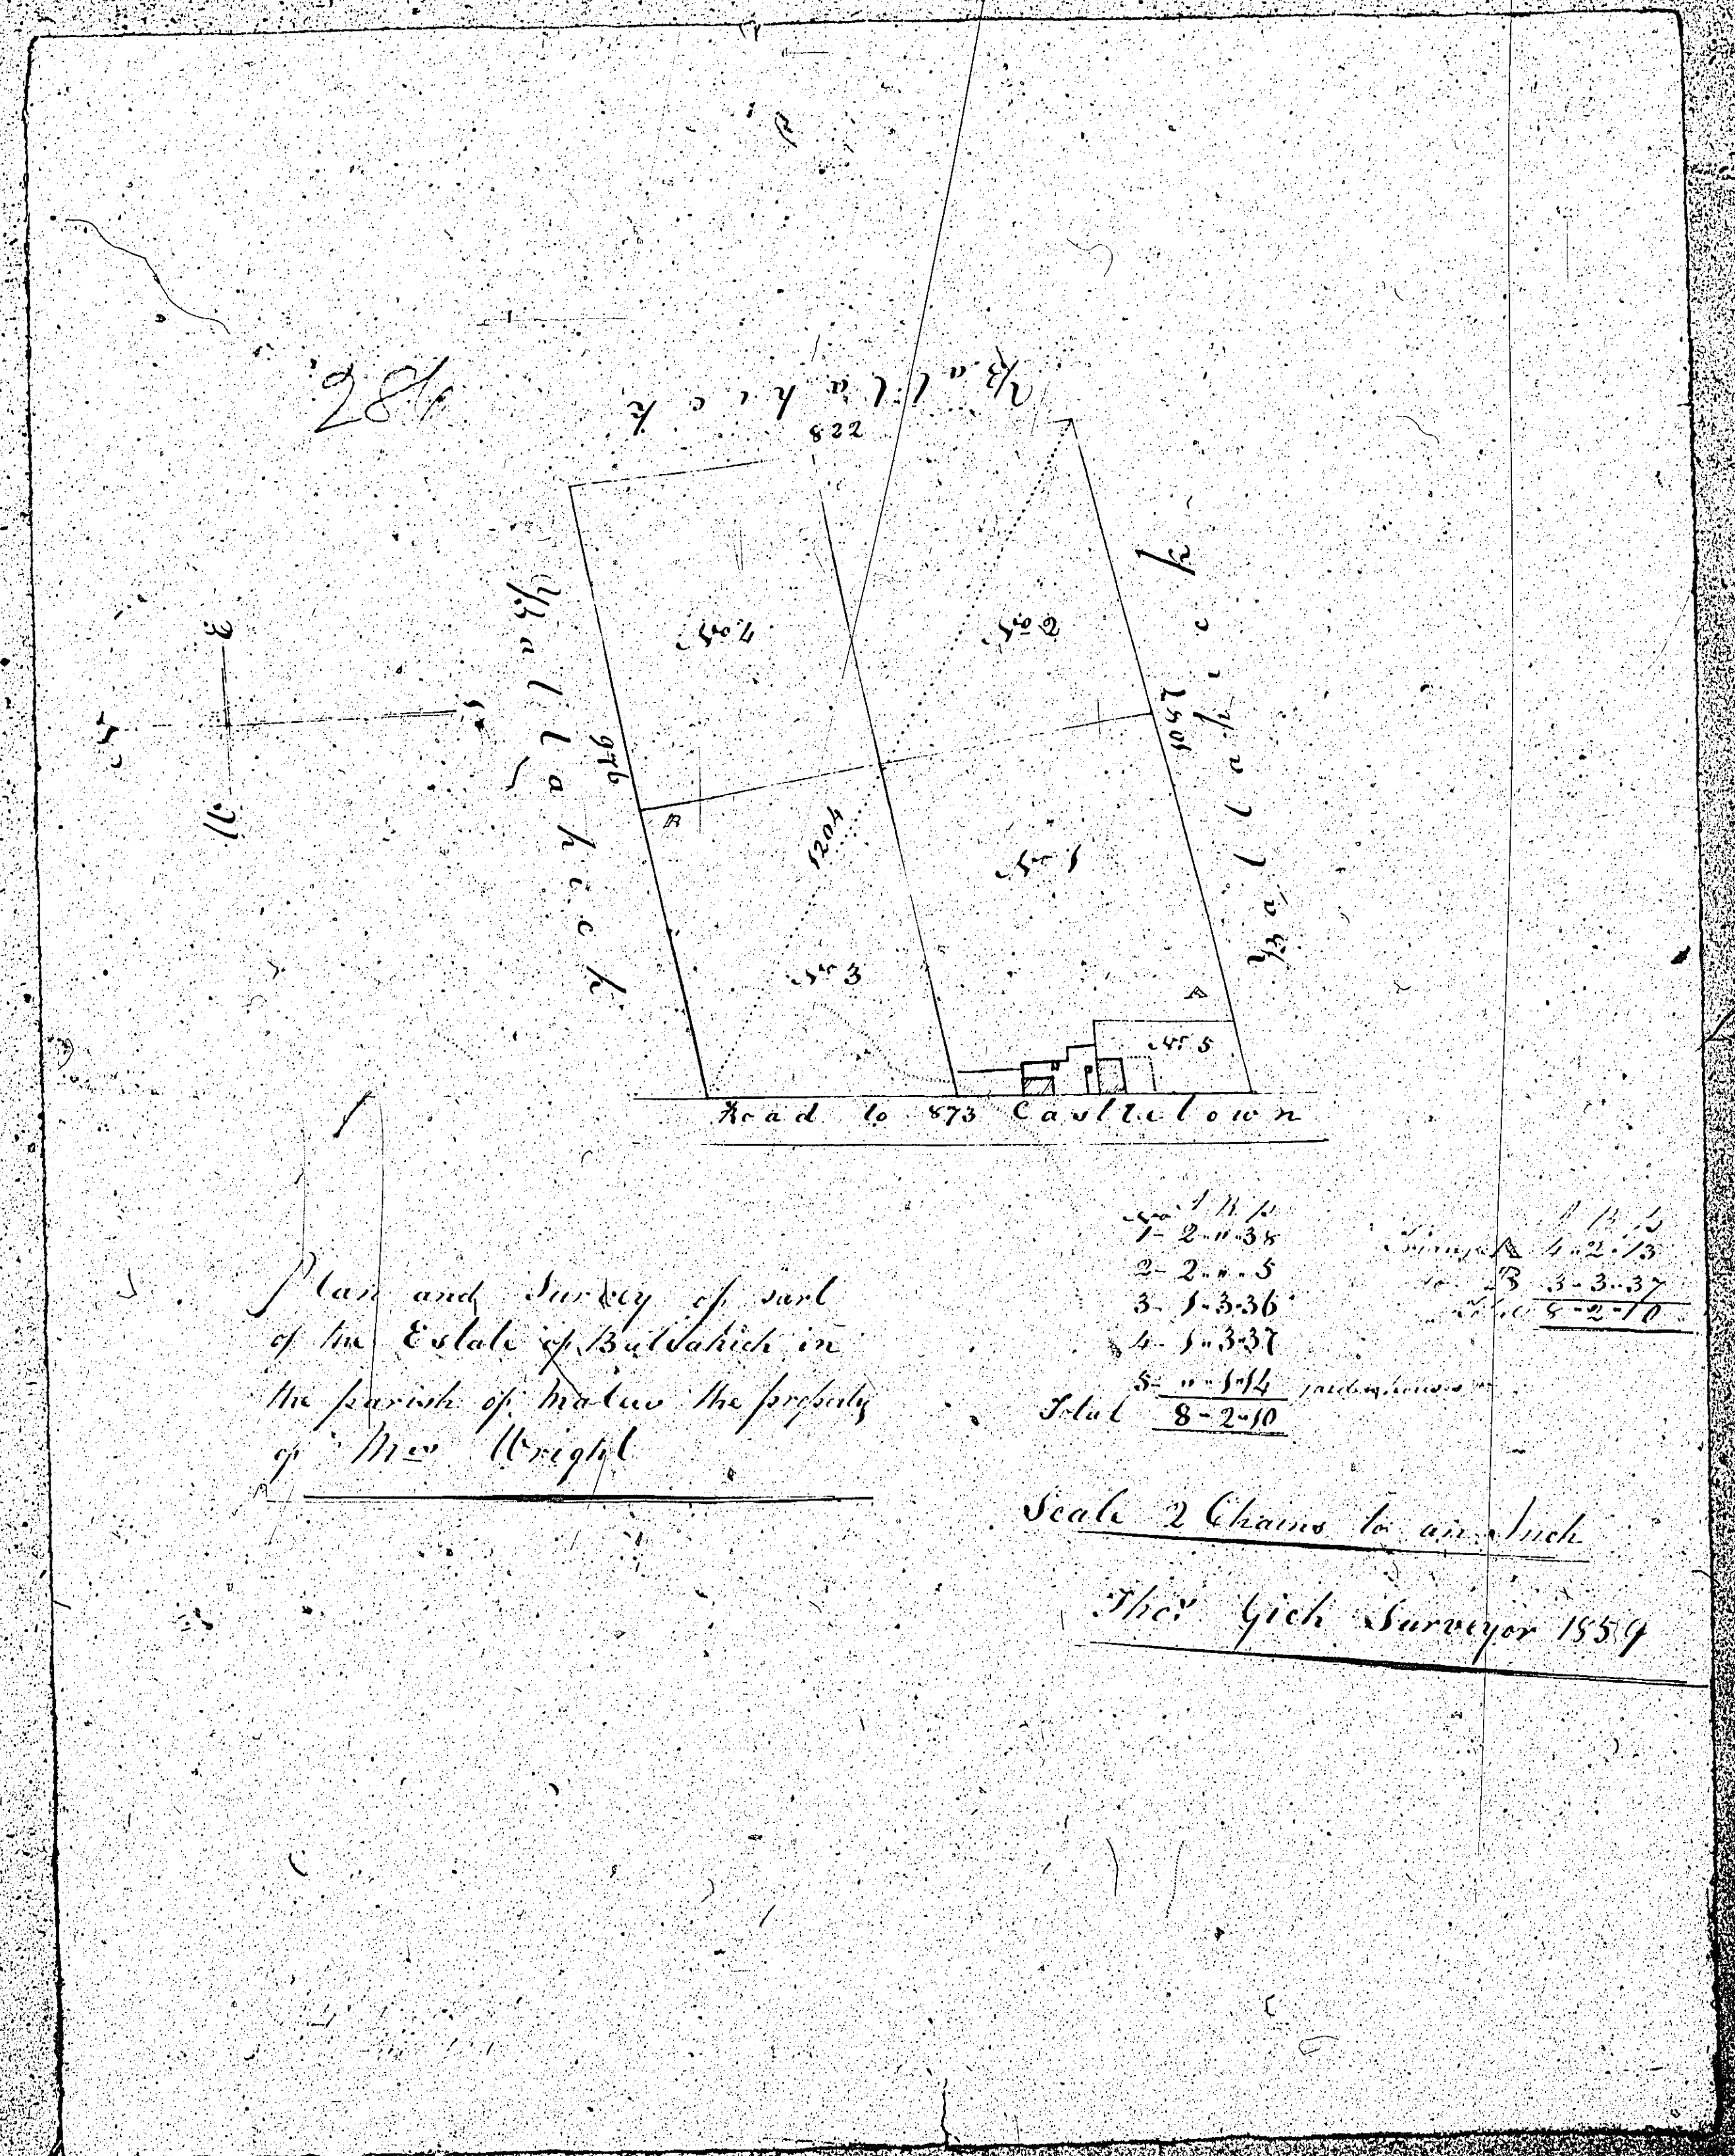 Ballahick
822
Ballahick
976
No 4
No 2
1204
R
No 1
No 3
A
No 5
Road to 873 Castletown
No A R P
1- 2 .. " .. 38
2- 2 .. " .. 5
3- 1 .. 3 .. 36
4- 1 .. 3 .. 37
5- " .. 1 .. 14
Total 8 - 2 .. 10
A R P
A 4 .. 2 .. 13
B 3 .. 3 .. 37
Total 8 .. 2 .. 10
Plan and Survey of part
of the Estate of Ballahick in
the parish of Malew the property
of Mrs Wright
Scale 2 Chains to an Inch
Thos Gick Surveyor 1859